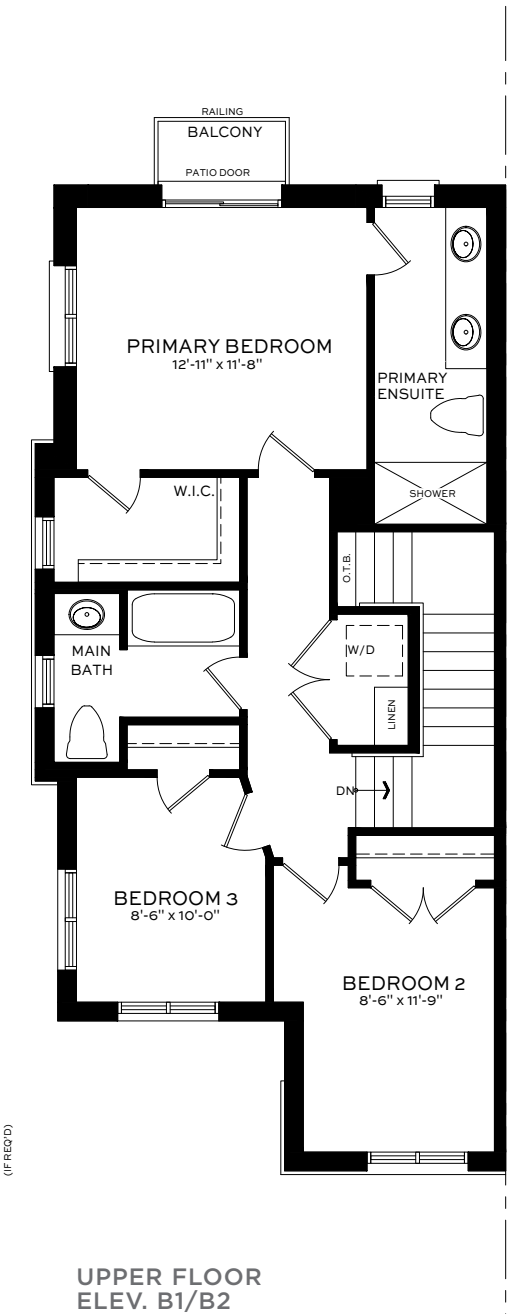 RAILING
BALCONY
PATIO DOOR
PRIMARY BEDROOM
12'-11" x 11'-8"
PRIMARY
ENSUITE
W.I.C.
SHOWER
O.T.B.
MAIN
BATH
W/D
LINEN
DN
BEDROOM 3
8'-6" x 10'-0"
BEDROOM 2
8'-6" x 11'-9"
(IF REQ'D)
UPPER FLOOR
ELEV. B1/B2